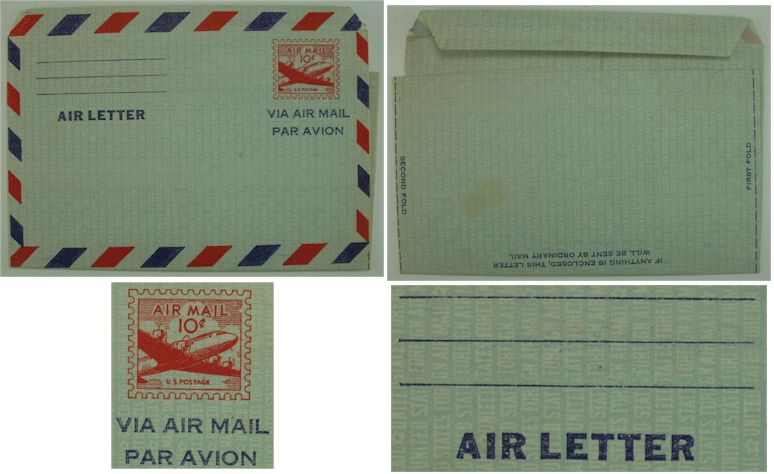 AIR MAIL
10¢
U.S. POSTAGE
AIR LETTER
VIA AIR MAIL
PAR AVION
SECOND FOLD
FIRST FOLD
IF ANYTHING IS ENCLOSED, THIS LETTER
WILL BE SENT BY ORDINARY MAIL
AIR MAIL
10¢
U.S. POSTAGE
VIA AIR MAIL
PAR AVION
AIR LETTER